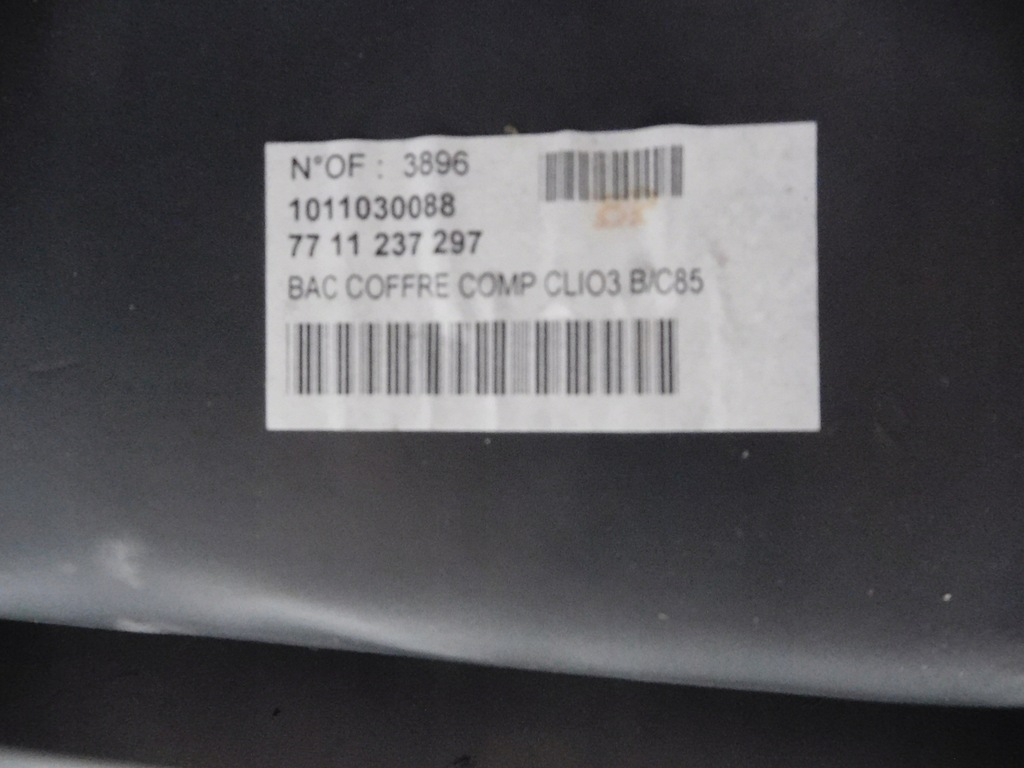 N°OF : 3896
1011030088
77 11 237 297
BAC COFFRE COMP CLIO3 B/C85